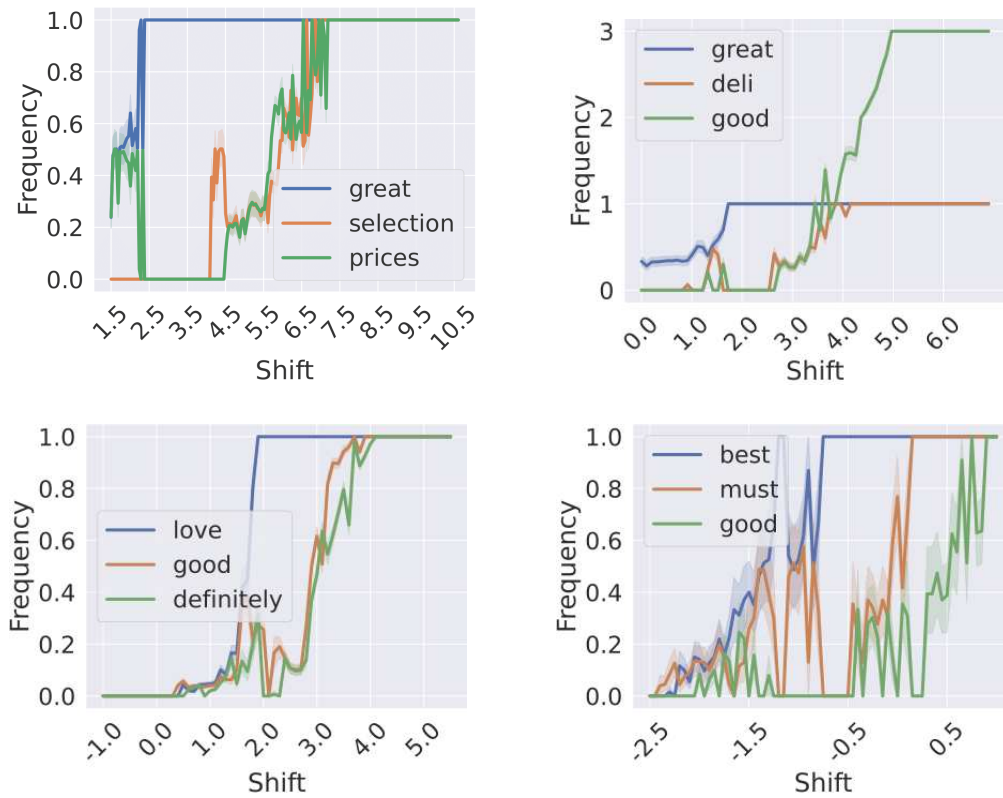 1.0
0.8
0.6
0.4
0.2
0.0
Frequency
great
selection
prices
1.5 2.5 3.5 4.5 5.5 6.5 7.5 8.5 9.5 10.5
Shift
3
2
1
0
Frequency
great
deli
good
0.0 1.0 2.0 3.0 4.0 5.0 6.0
Shift
1.0
0.8
0.6
0.4
0.2
0.0
Frequency
love
good
definitely
-1.0 0.0 1.0 2.0 3.0 4.0 5.0
Shift
1.0
0.8
0.6
0.4
0.2
0.0
Frequency
best
must
good
-2.5 -1.5 -0.5 0.5
Shift